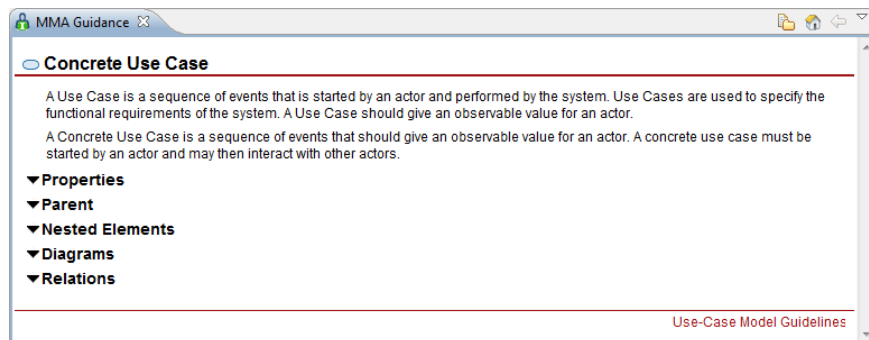 MMA Guidance
Concrete Use Case
A Use Case is a sequence of events that is started by an actor and performed by the system. Use Cases are used to specify the
functional requirements of the system. A Use Case should give an observable value for an actor.
A Concrete Use Case is a sequence of events that should give an observable value for an actor. A concrete use case must be
started by an actor and may then interact with other actors.
Properties
Parent
Nested Elements
Diagrams
Relations
Use-Case Model Guidelines